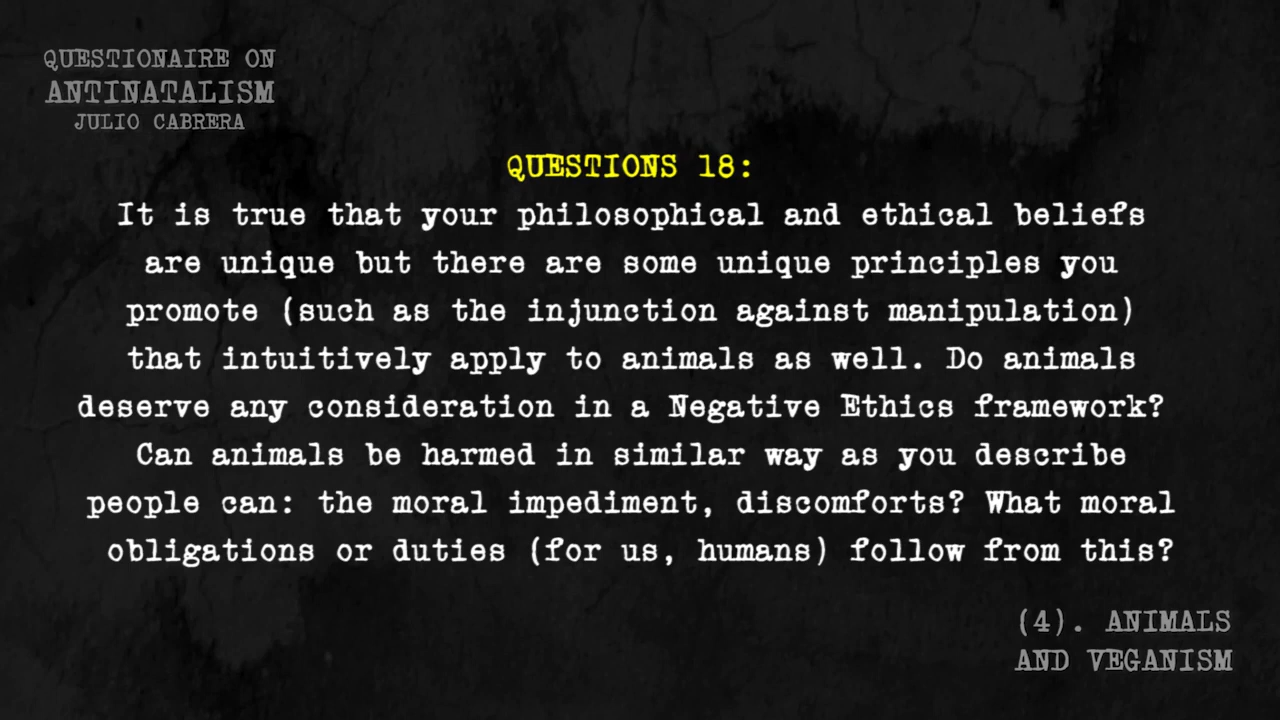 QUESTIONAIRE ON
ANTINATALISM
JULIO CABRERA
QUESTIONS 18:
It is true that your philosophical and ethical beliefs
are unique but there are some unique principles you
promote (such as the injunction against manipulation)
that intuitively apply to animals as well. Do animals
deserve any consideration in a Negative Ethics framework?
Can animals be harmed in similar way as you describe
people can: the moral impediment, discomforts? What moral
obligations or duties (for us, humans) follow from this?
(4). ANIMALS
AND VEGANISM